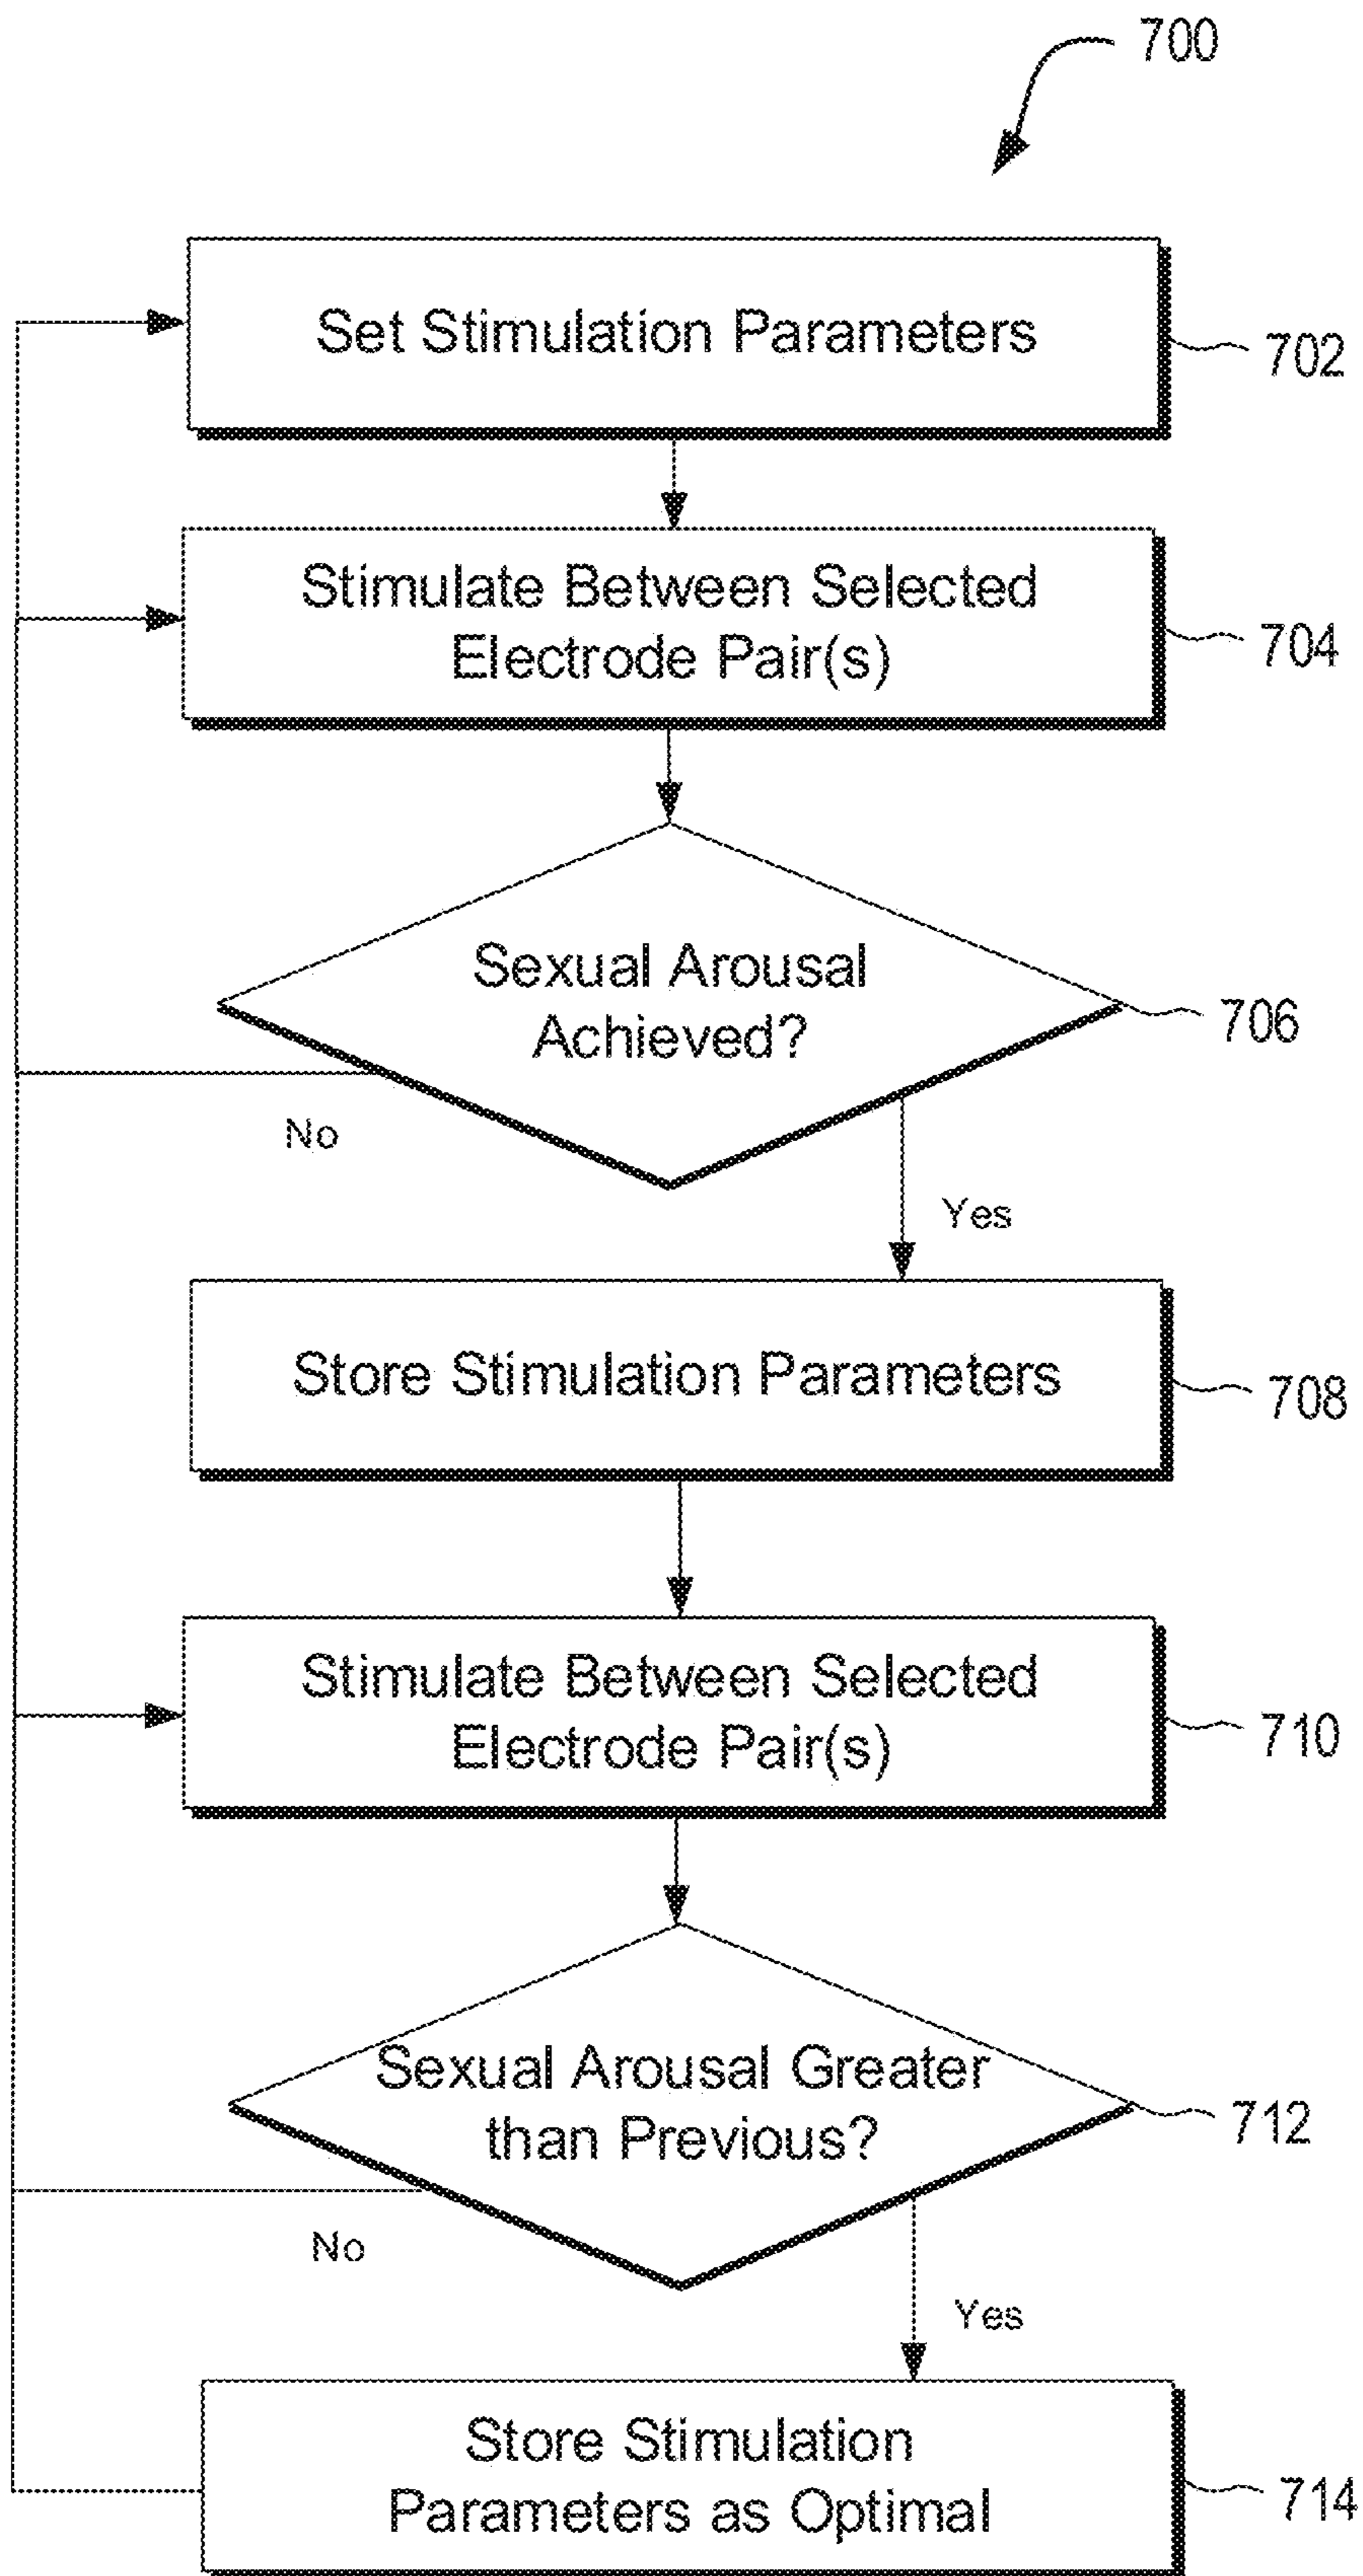 700
Set Stimulation Parameters
702
Stimulate Between Selected
Electrode Pair(s)
704
Sexual Arousal
Achieved?
706
No
Yes
Store Stimulation Parameters
708
Stimulate Between Selected
Electrode Pair(s)
710
Sexual Arousal Greater
than Previous?
712
No
Yes
Store Stimulation
Parameters as Optimal
714